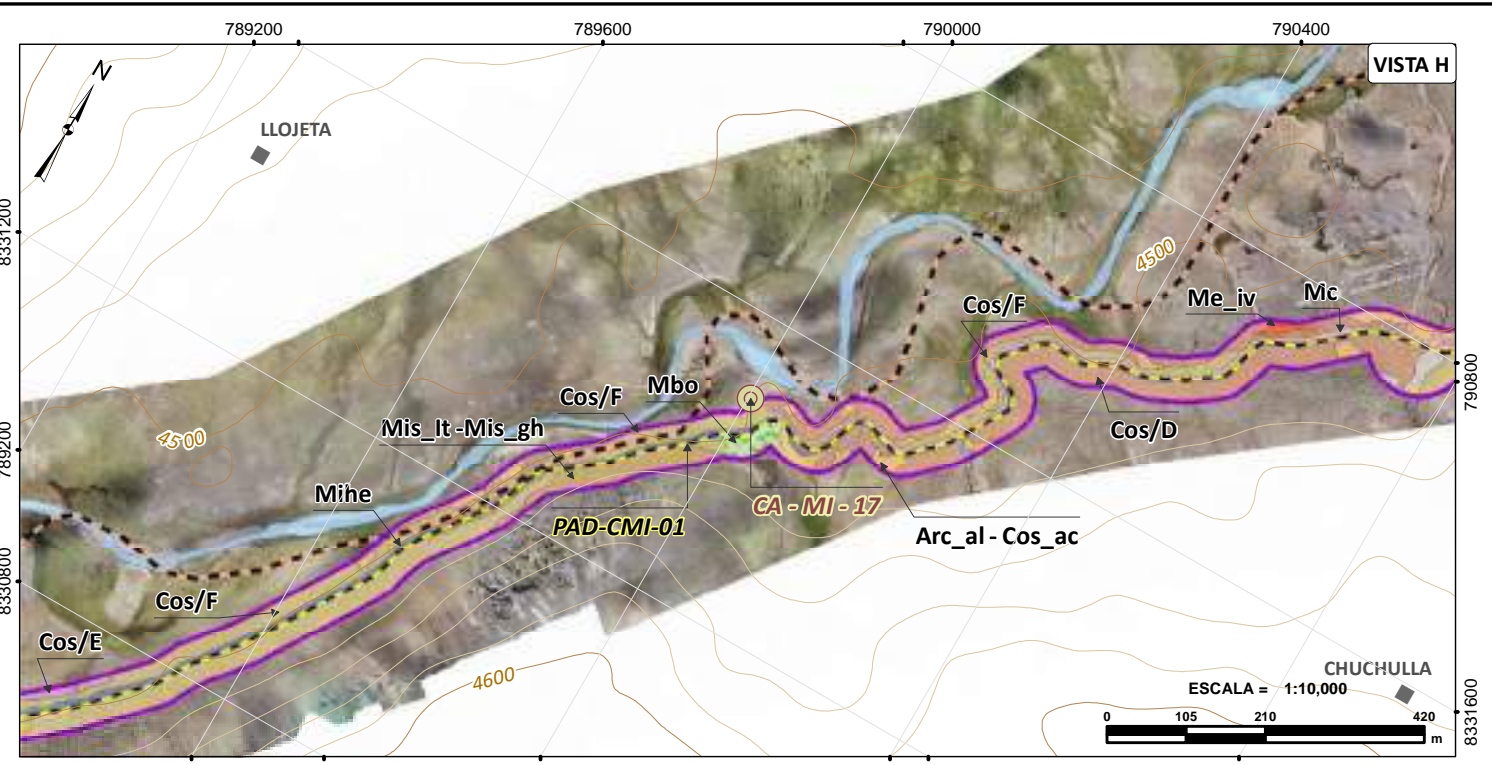 789200
789600
790000
790400
VISTA H
N
LLOJETA
8331200
4500
Cos/F
Me_iv
Mc
790800
Mbo
Cos/F
Mis_lt -Mis_gh
4500
789200
Cos/D
Mihe
PAD-CMI-01
CA - MI - 17
Arc_al - Cos_ac
8330800
Cos/F
Cos/E
4600
CHUCHULLA
ESCALA = 1:10,000
8331600
0 105 210 420
m